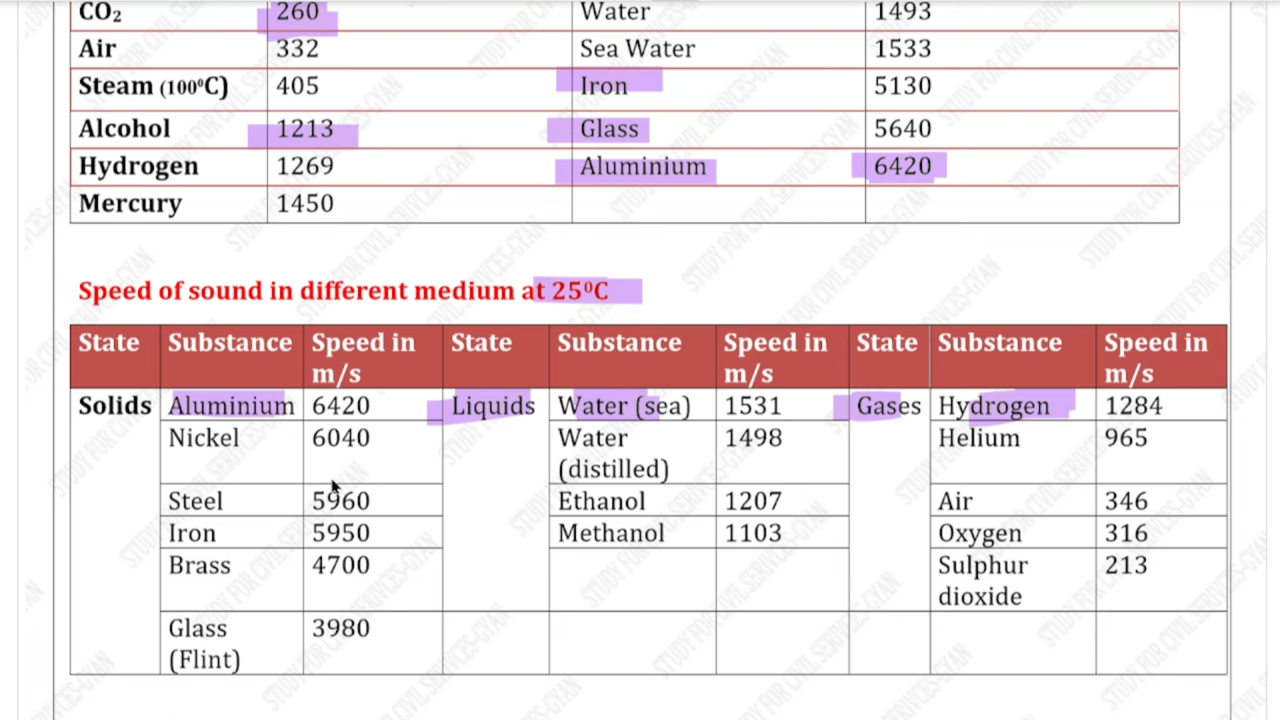 CO₂ 260 Water 1493
Air 332 Sea Water 1533
Steam (100⁰C) 405 Iron 5130
Alcohol 1213 Glass 5640
Hydrogen 1269 Aluminium 6420
Mercury 1450
Speed of sound in different medium at 25⁰C
State Substance Speed in m/s State Substance Speed in m/s State Substance Speed in m/s
Solids Aluminium 6420 Liquids Water (sea) 1531 Gases Hydrogen 1284
Nickel 6040 Water (distilled) 1498 Helium 965
Steel 5960 Ethanol 1207 Air 346
Iron 5950 Methanol 1103 Oxygen 316
Brass 4700 Sulphur dioxide 213
Glass (Flint) 3980